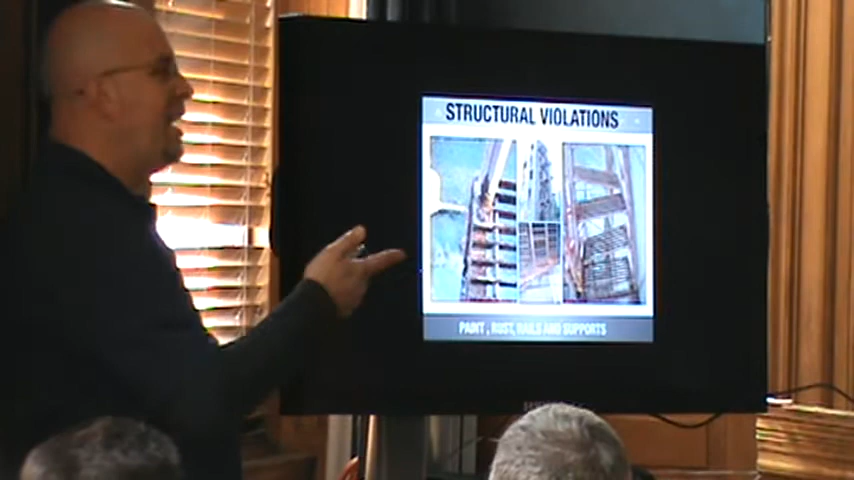 STRUCTURAL VIOLATIONS
PAINT , RUST, RAILS AND SUPPORTS